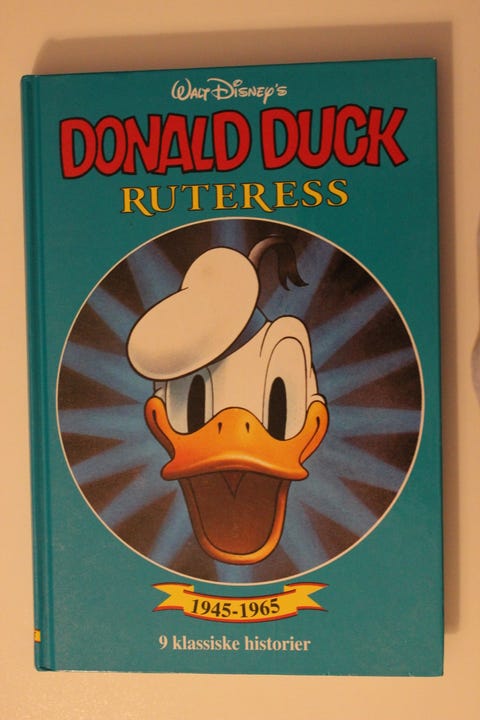 Walt Disney's
DONALD DUCK
RUTERESS
1945-1965
9 klassiske historier